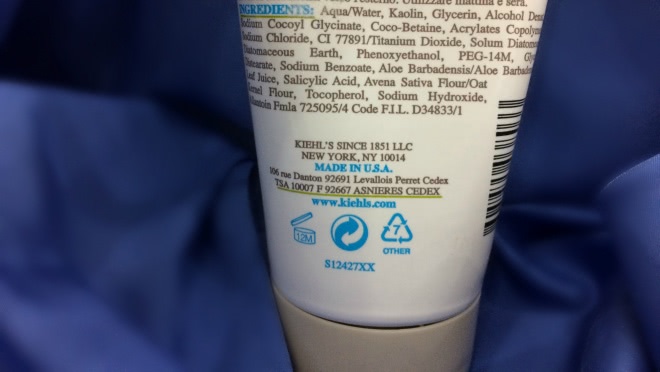 Utilizzare mattina e sera.
INGREDIENTS: Aqua/Water, Kaolin, Glycerin, Alcohol
Sodium Cocoyl Glycinate, Coco-Betaine, Acrylates
Sodium Chloride, CI 77891/Titanium Dioxide, Solum
Diatomaceous Earth, Phenoxyethanol, PEG-14M,
Sodium Benzoate, Aloe Barbadensis/Aloe
Leaf Juice, Salicylic Acid, Avena Sativa Flour/Oat
Kernel Flour, Tocopherol, Sodium Hydroxide,
Fmla 725095/4 Code F.I.L. D34833/1
KIEHL'S SINCE 1851 LLC
NEW YORK, NY 10014
MADE IN U.S.A.
106 rue Danton 92691 Levallois Perret Cedex
TSA 10007 F 92667 ASNIERES CEDEX
www.kiehls.com
12M
7
OTHER
S12427XX